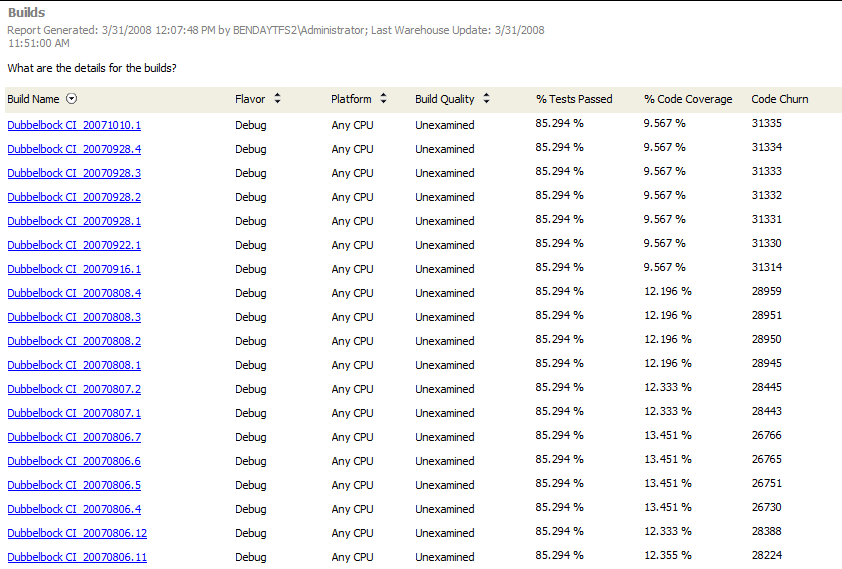 Builds
Report Generated: 3/31/2008 12:07:48 PM by BENDAYTFS2\Administrator; Last Warehouse Update: 3/31/2008
11:51:00 AM
What are the details for the builds?
Build Name Flavor Platform Build Quality % Tests Passed % Code Coverage Code Churn
Dubbelbock CI_20071010.1 Debug Any CPU Unexamined 85.294 % 9.567 % 31335
Dubbelbock CI_20070928.4 Debug Any CPU Unexamined 85.294 % 9.567 % 31334
Dubbelbock CI_20070928.3 Debug Any CPU Unexamined 85.294 % 9.567 % 31333
Dubbelbock CI_20070928.2 Debug Any CPU Unexamined 85.294 % 9.567 % 31332
Dubbelbock CI_20070928.1 Debug Any CPU Unexamined 85.294 % 9.567 % 31331
Dubbelbock CI_20070922.1 Debug Any CPU Unexamined 85.294 % 9.567 % 31330
Dubbelbock CI_20070916.1 Debug Any CPU Unexamined 85.294 % 9.567 % 31314
Dubbelbock CI_20070808.4 Debug Any CPU Unexamined 85.294 % 12.196 % 28959
Dubbelbock CI_20070808.3 Debug Any CPU Unexamined 85.294 % 12.196 % 28951
Dubbelbock CI_20070808.2 Debug Any CPU Unexamined 85.294 % 12.196 % 28950
Dubbelbock CI_20070808.1 Debug Any CPU Unexamined 85.294 % 12.196 % 28945
Dubbelbock CI_20070807.2 Debug Any CPU Unexamined 85.294 % 12.333 % 28445
Dubbelbock CI_20070807.1 Debug Any CPU Unexamined 85.294 % 12.333 % 28443
Dubbelbock CI_20070806.7 Debug Any CPU Unexamined 85.294 % 13.451 % 26766
Dubbelbock CI_20070806.6 Debug Any CPU Unexamined 85.294 % 13.451 % 26765
Dubbelbock CI_20070806.5 Debug Any CPU Unexamined 85.294 % 13.451 % 26751
Dubbelbock CI_20070806.4 Debug Any CPU Unexamined 85.294 % 13.451 % 26730
Dubbelbock CI_20070806.12 Debug Any CPU Unexamined 85.294 % 12.333 % 28388
Dubbelbock CI_20070806.11 Debug Any CPU Unexamined 85.294 % 12.355 % 28224